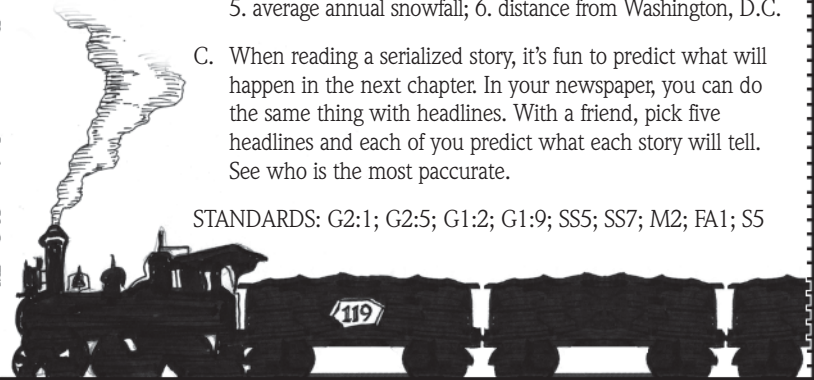 5. average annual snowfall; 6. distance from Washington, D.C.
C. When reading a serialized story, it's fun to predict what will
happen in the next chapter. In your newspaper, you can do
the same thing with headlines. With a friend, pick five
headlines and each of you predict what each story will tell.
See who is the most paccurate.
STANDARDS: G2:1; G2:5; G1:2; G1:9; SS5; SS7; M2; FA1; S5
119